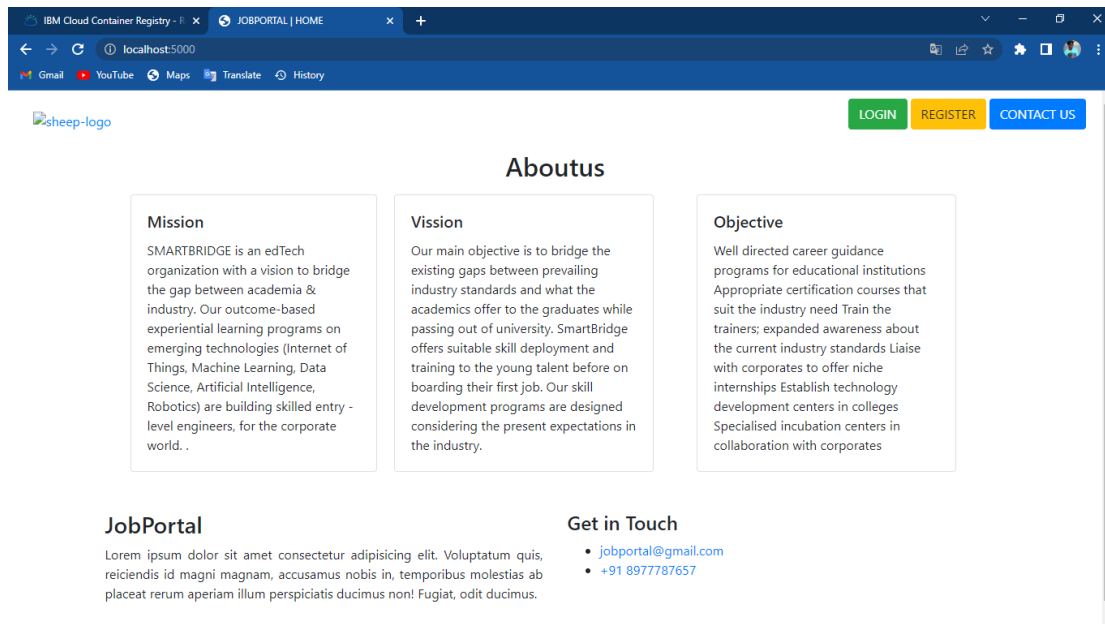 IBM Cloud Container Registry - R
JOBPORTAL | HOME
localhost:5000
Gmail YouTube Maps Translate History
sheep-logo
LOGIN REGISTER CONTACT US
Aboutus
Mission
SMARTBRIDGE is an edTech
organization with a vision to bridge
the gap between academia &
industry. Our outcome-based
experiential learning programs on
emerging technologies (Internet of
Things, Machine Learning, Data
Science, Artificial Intelligence,
Robotics) are building skilled entry -
level engineers, for the corporate
world. .
Vission
Our main objective is to bridge the
existing gaps between prevailing
industry standards and what the
academics offer to the graduates while
passing out of university. SmartBridge
offers suitable skill deployment and
training to the young talent before on
boarding their first job. Our skill
development programs are designed
considering the present expectations in
the industry.
Objective
Well directed career guidance
programs for educational institutions
Appropriate certification courses that
suit the industry need Train the
trainers; expanded awareness about
the current industry standards Liaise
with corporates to offer niche
internships Establish technology
development centers in colleges
Specialised incubation centers in
collaboration with corporates
JobPortal
Lorem ipsum dolor sit amet consectetur adipisicing elit. Voluptatum quis,
reiciendis id magni magnam, accusamus nobis in, temporibus molestias ab
placeat rerum aperiam illum perspiciatis ducimus non! Fugiat, odit ducimus.
Get in Touch
jobportal@gmail.com
+91 8977787657